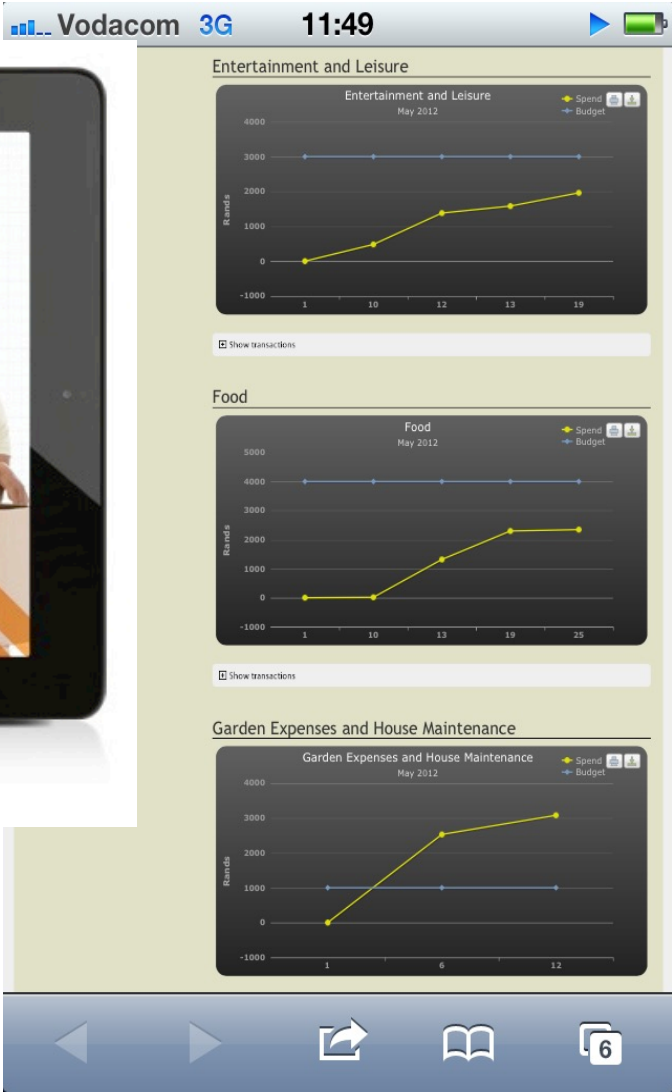 Vodacom 3G 11:49
Entertainment and Leisure
Entertainment and Leisure
May 2012
Spend
Budget
4000
3000
2000
1000
0
-1000
Rands
1 10 12 13 19
Show transactions
Food
Food
May 2012
Spend
Budget
5000
4000
3000
2000
1000
0
-1000
Rands
1 10 13 19 25
Show transactions
Garden Expenses and House Maintenance
Garden Expenses and House Maintenance
May 2012
Spend
Budget
4000
3000
2000
1000
0
-1000
Rands
1 6 12
6